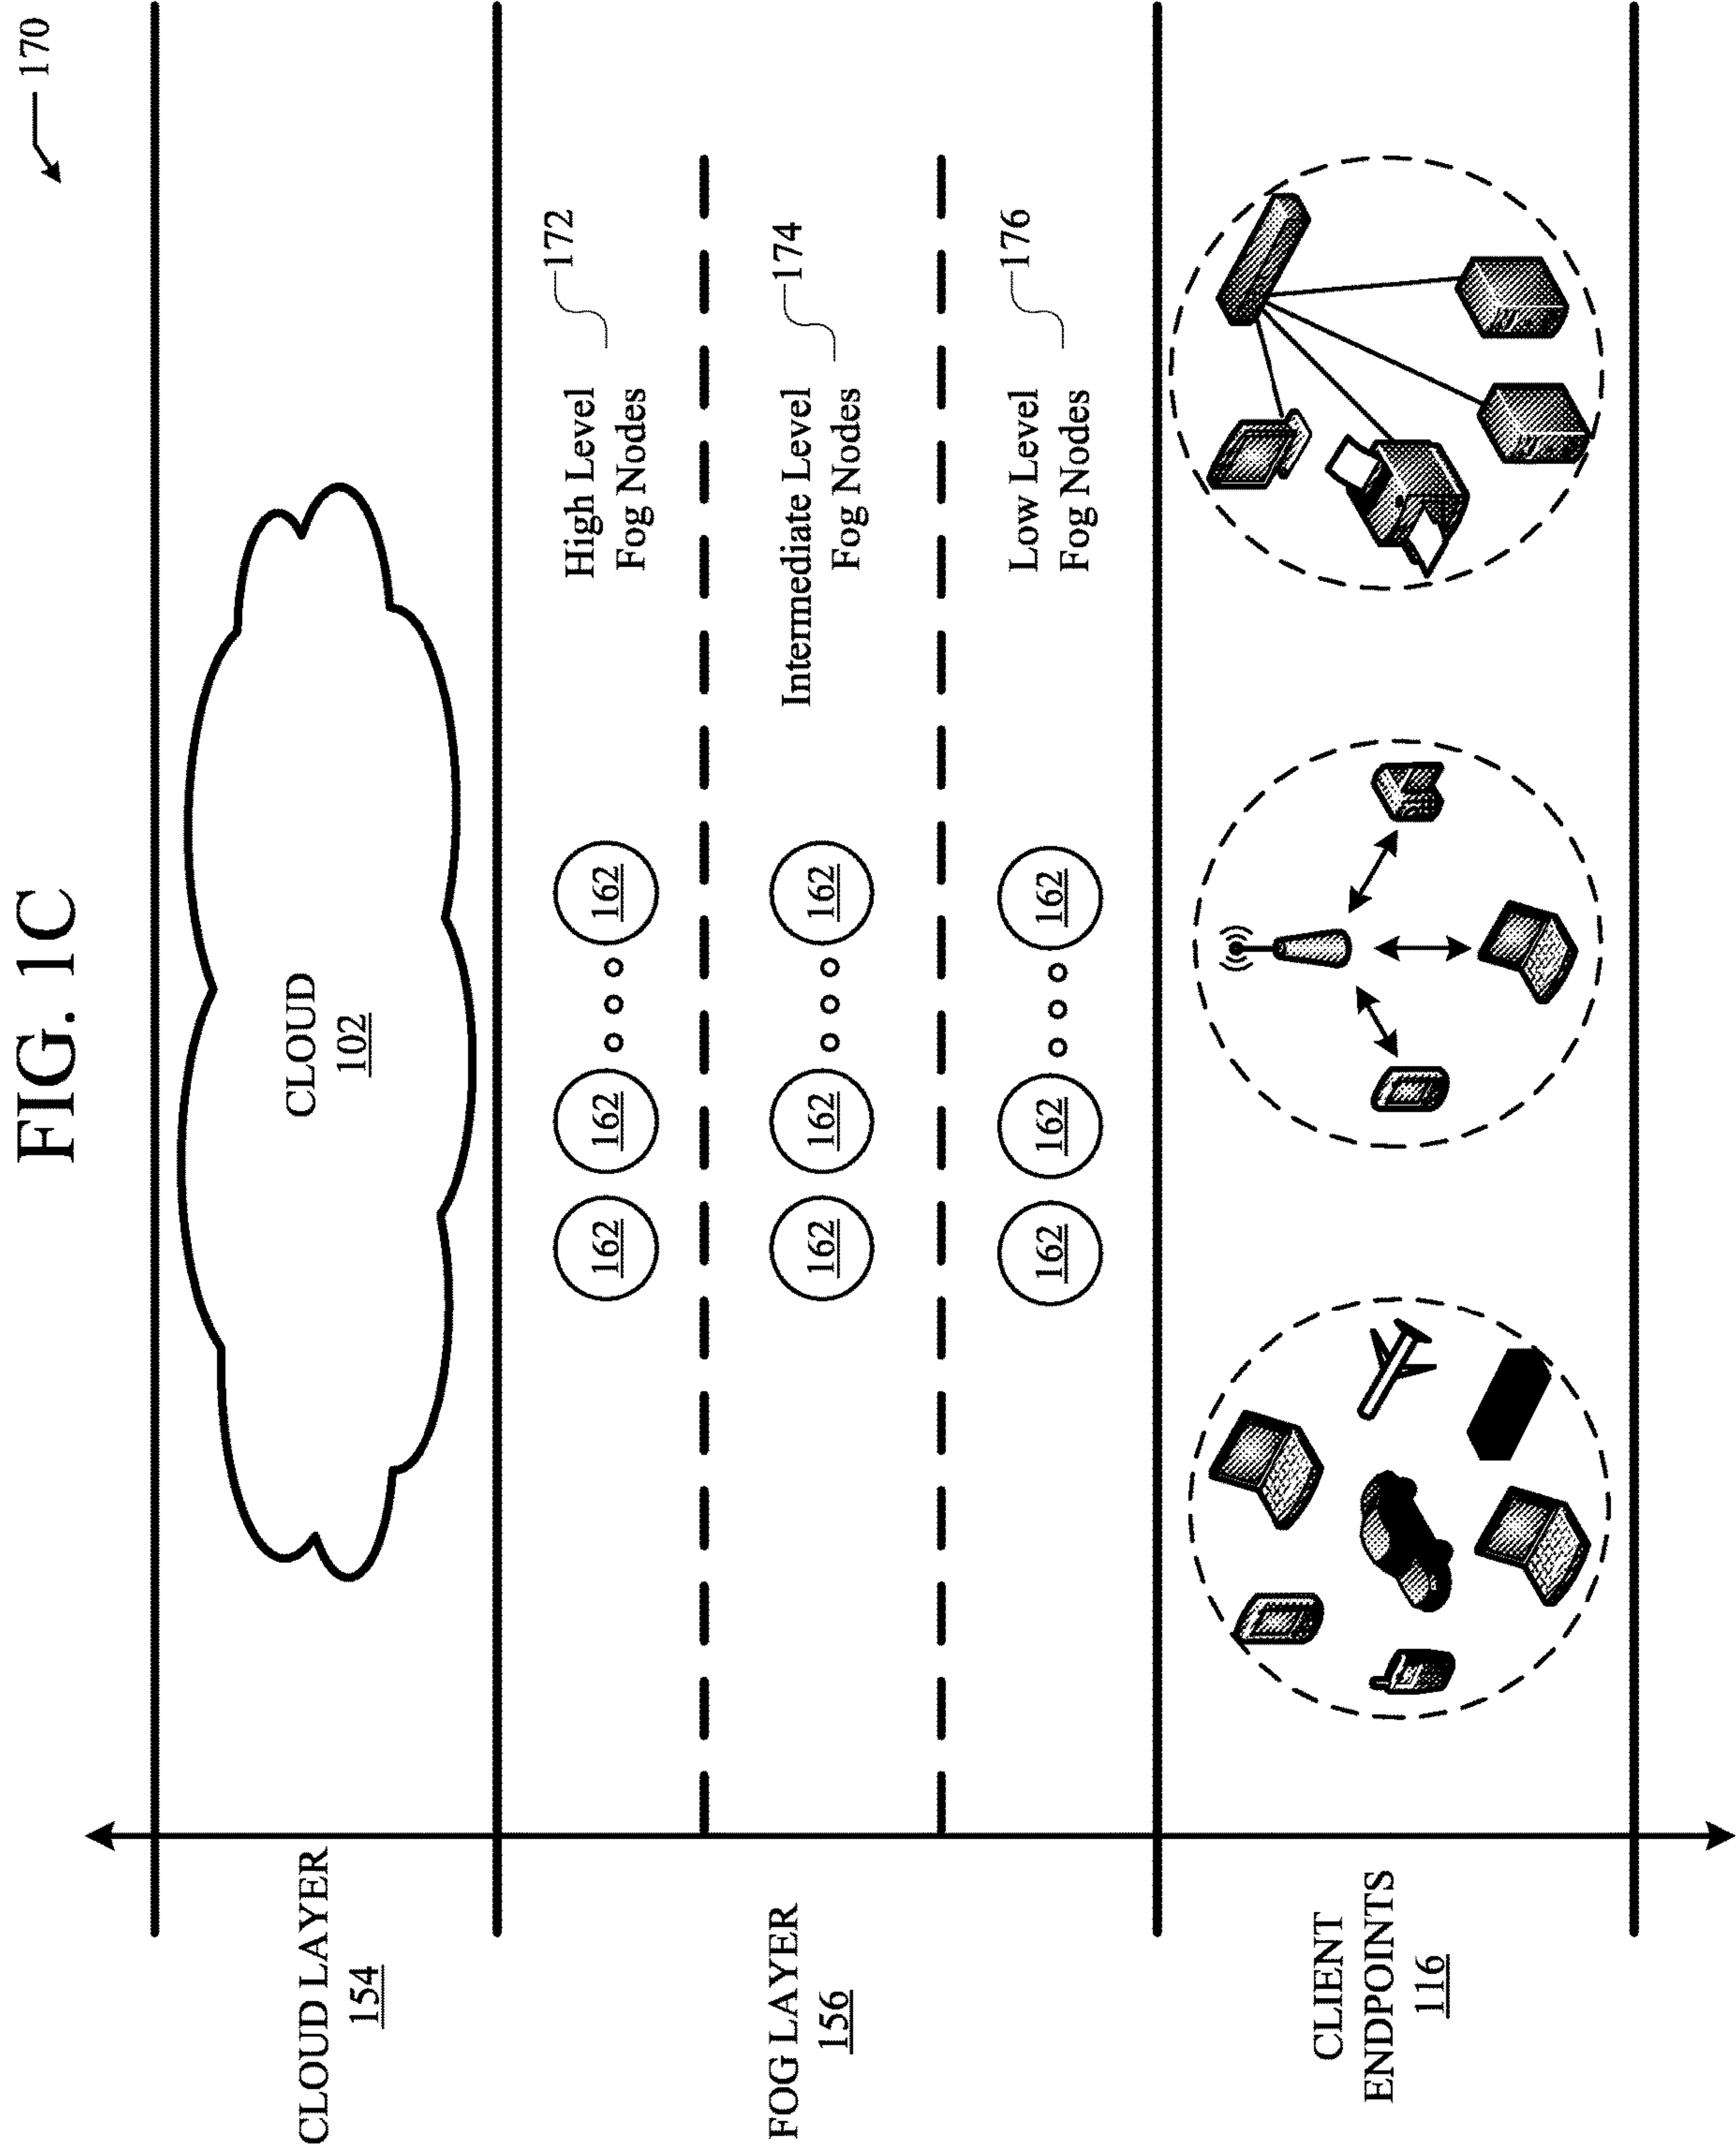 FIG. 1C
170
CLOUD LAYER
154
CLOUD
102
FOG LAYER
156
162 162 162
High Level
Fog Nodes
172
162 162 162
Intermediate Level
Fog Nodes
174
162 162 162
Low Level
Fog Nodes
176
CLIENT
ENDPOINTS
116